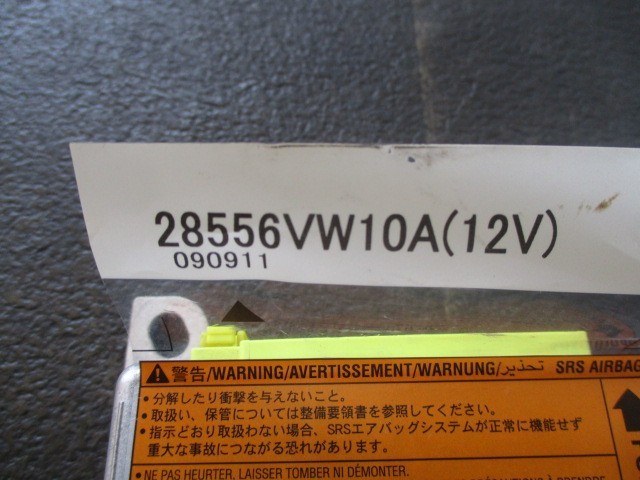 28556VW10A(12V)
090911
警告/WARNING/AVERTISSEMENT/WARNUNG/تحذير SRS AIRBAG
・分解したり衝撃を与えないこと。
・取扱い、保管については整備要領書を参照してください。
・指示どおり取扱わない場合、SRSエアバッグシステムが正常に機能せず
重大な事故につながる恐れがあります。
・NE PAS HEURTER, LAISSER TOMBER NI DÉMONTER.